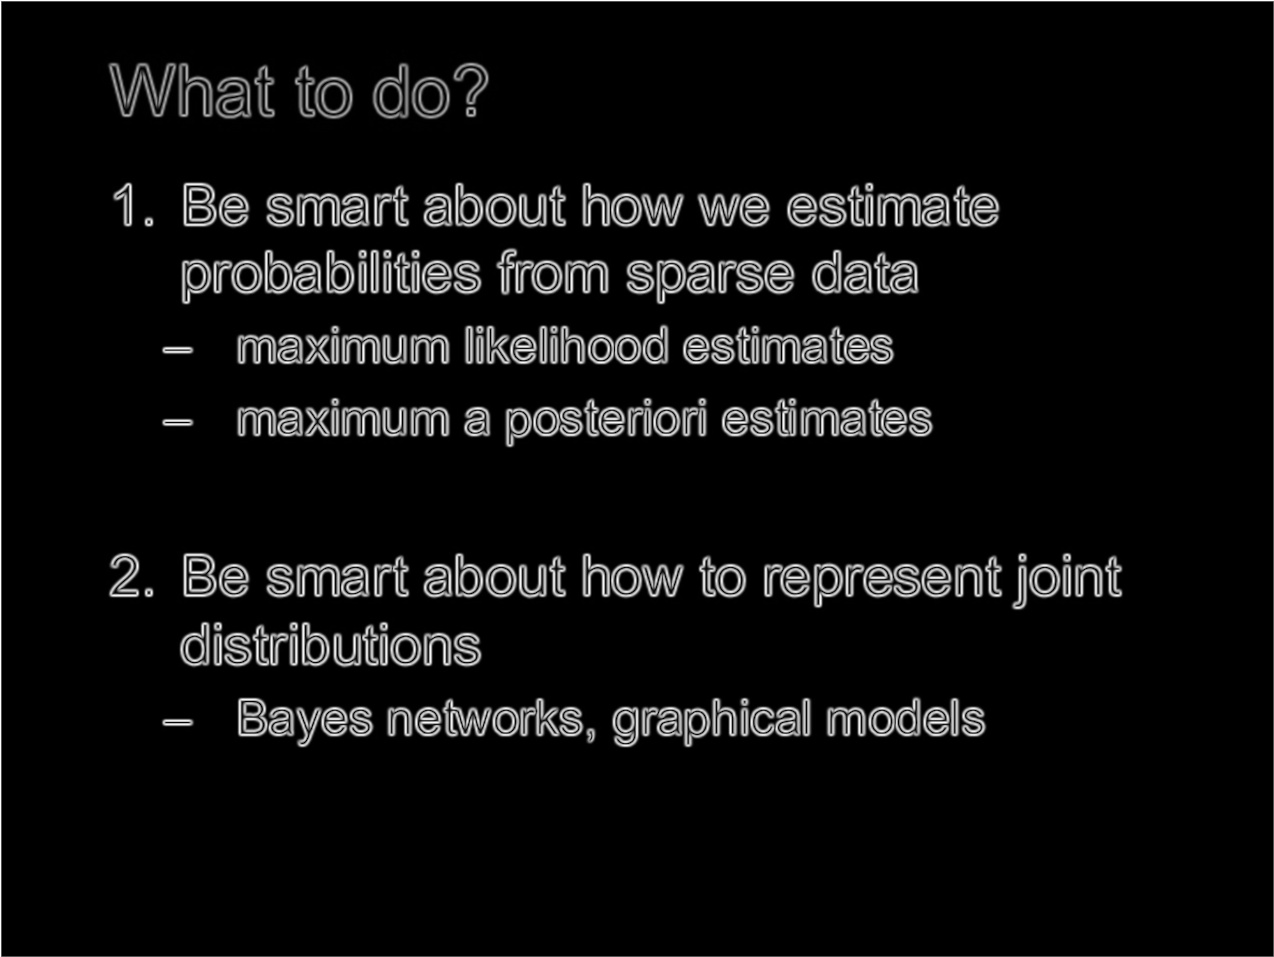 What to do?
1. Be smart about how we estimate
probabilities from sparse data
– maximum likelihood estimates
– maximum a posteriori estimates
2. Be smart about how to represent joint
distributions
– Bayes networks, graphical models